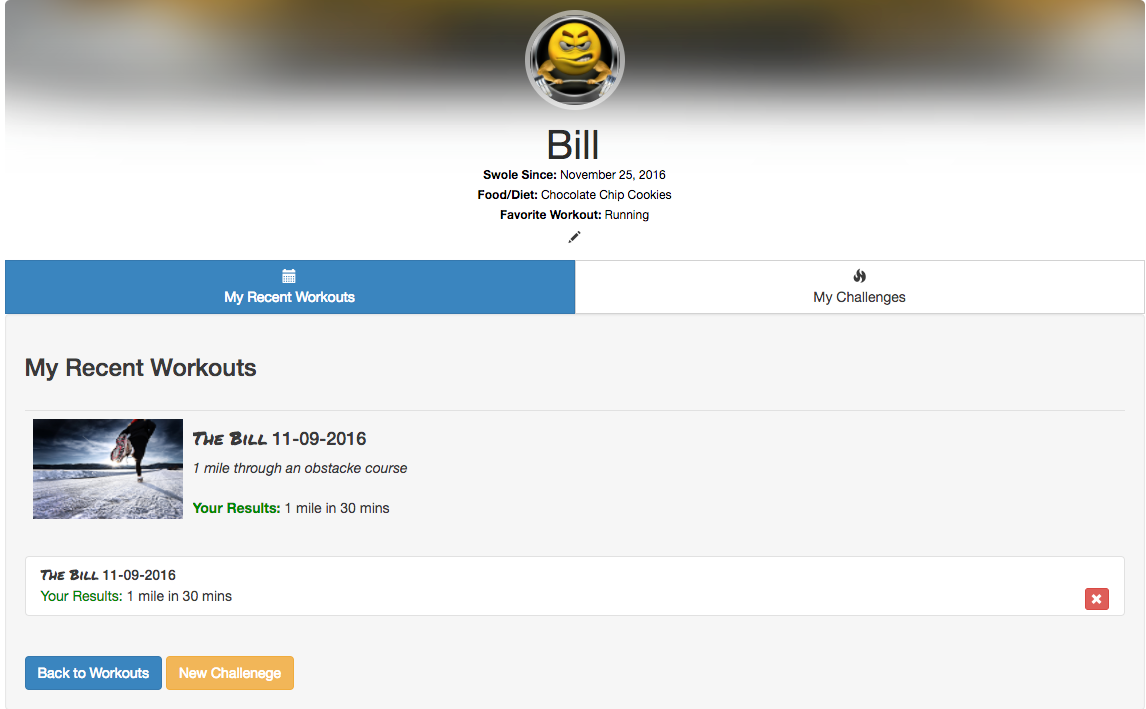 Bill
Swole Since: November 25, 2016
Food/Diet: Chocolate Chip Cookies
Favorite Workout: Running
My Recent Workouts
My Challenges
My Recent Workouts
The Bill 11-09-2016
1 mile through an obstacke course
Your Results: 1 mile in 30 mins
The Bill 11-09-2016
Your Results: 1 mile in 30 mins
Back to Workouts
New Challenege